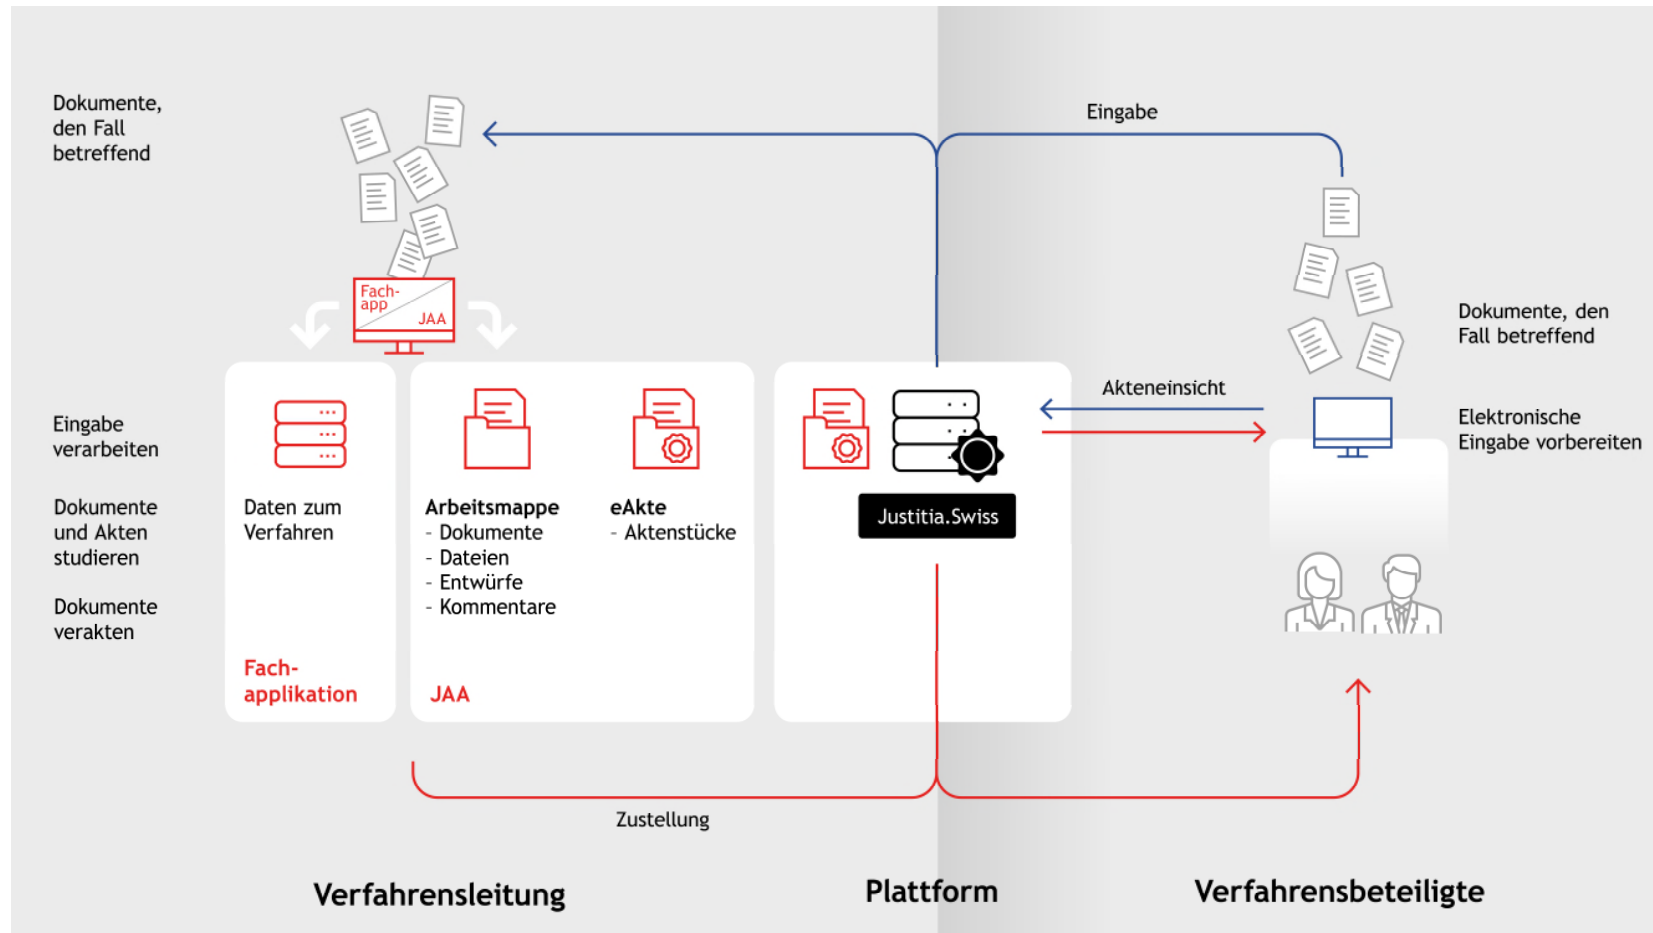 Dokumente,
den Fall
betreffend
Eingabe
Fach-
app
JAA
Dokumente, den
Fall betreffend
Akteneinsicht
Eingabe
verarbeiten
Elektronische
Eingabe vorbereiten
Dokumente
und Akten
studieren
Dokumente
verakten
Daten zum
Verfahren
Fach-
applikation
Arbeitsmappe
- Dokumente
- Dateien
- Entwürfe
- Kommentare
JAA
eAkte
- Aktenstücke
Justitia.Swiss
Zustellung
Verfahrensleitung
Plattform
Verfahrensbeteiligte